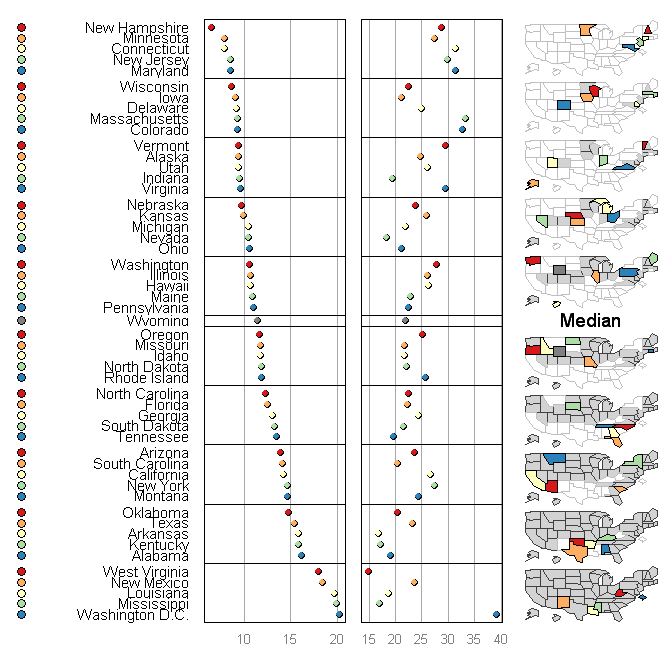 New Hampshire
Minnesota
Connecticut
New Jersey
Maryland
Wisconsin
Iowa
Delaware
Massachusetts
Colorado
Vermont
Alaska
Utah
Indiana
Virginia
Nebraska
Kansas
Michigan
Nevada
Ohio
Washington
Illinois
Hawaii
Maine
Pennsylvania
Wyoming
Median
Oregon
Missouri
Idaho
North Dakota
Rhode Island
North Carolina
Florida
Georgia
South Dakota
Tennessee
Arizona
South Carolina
California
New York
Montana
Oklahoma
Texas
Arkansas
Kentucky
Alabama
West Virginia
New Mexico
Louisiana
Mississippi
Washington D.C.
10 15 20 15 20 25 30 35 40